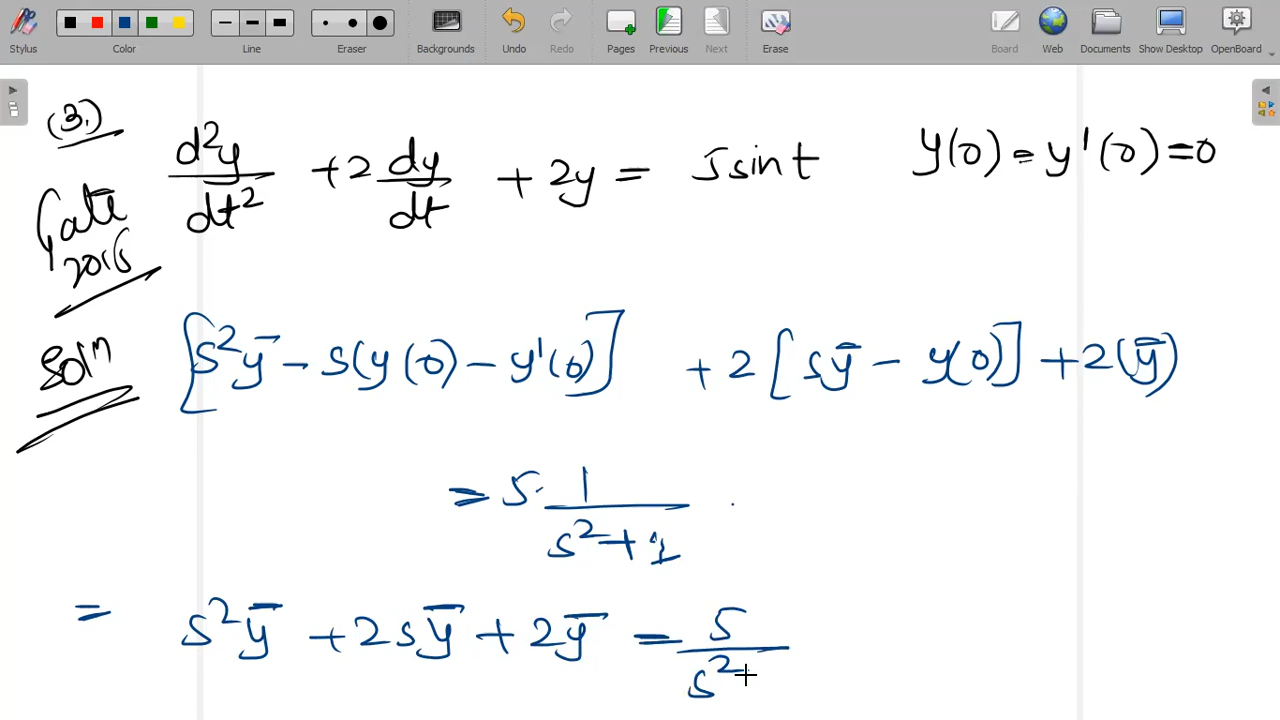 Stylus Color Line Eraser Backgrounds Undo Redo Pages Previous Next Erase Board Web Documents Show Desktop OpenBoard
(3.)
d²y/dt² + 2 dy/dt + 2y = 5 sin t y(0) = y'(0) = 0
Gate
2016
Soln
[s²ȳ - s(y(0) - y'(0)] + 2[sȳ - y(0)] + 2(ȳ)
= 5 · 1/(s²+1)
= s²ȳ + 2sȳ + 2ȳ = 5/s²